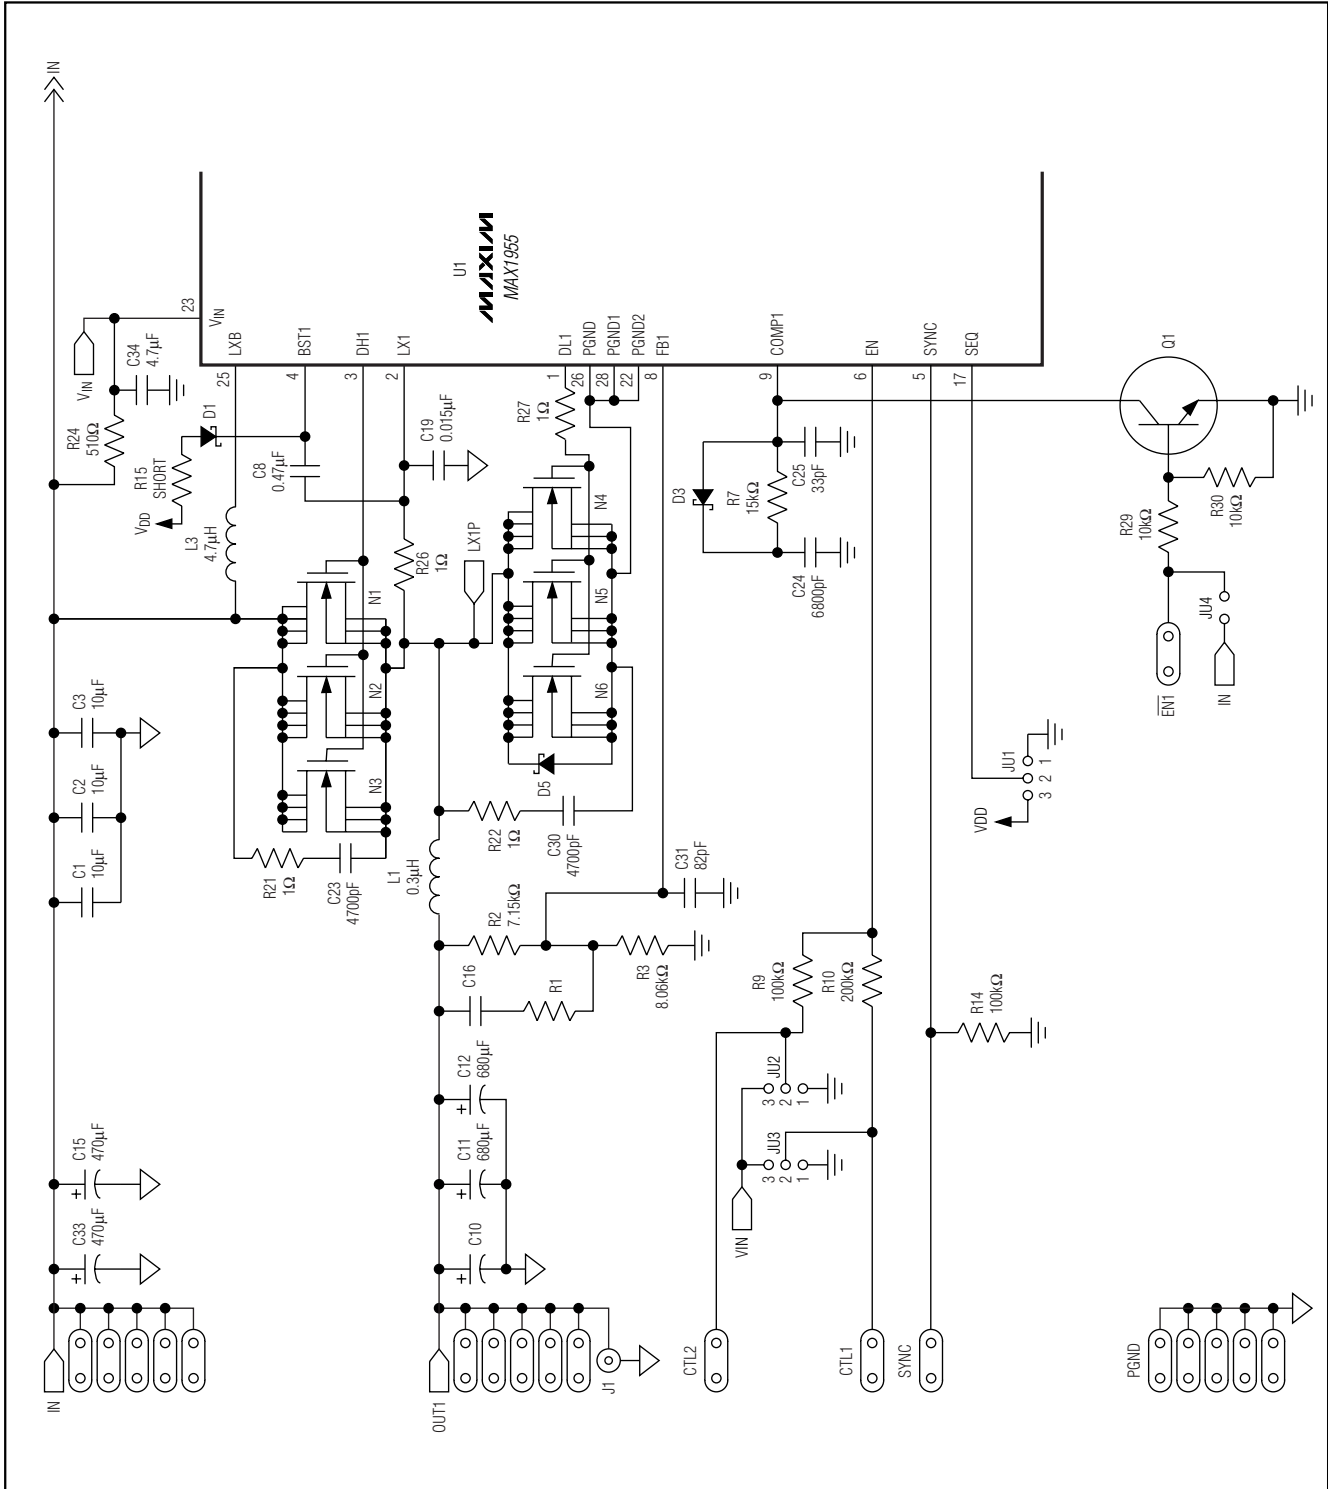 IN
V_IN
23
V_IN
R24
510Ω
C34
4.7μF
R15
SHORT
V_DD
D1
L3
4.7μH
C8
0.47μF
25
LXB
4
BST1
3
DH1
2
LX1
U1
MAXIM
MAX1955
C19
0.015μF
R26
1Ω
LX1P
R27
1Ω
1
DL1
26
PGND
28
PGND1
22
PGND2
8
FB1
9
COMP1
6
EN
5
SYNC
17
SEQ
N1
N2
N3
N4
N5
N6
D5
C3
10μF
C2
10μF
C1
10μF
R21
1Ω
C23
4700pF
R22
1Ω
C30
4700pF
L1
0.3μH
R2
7.15kΩ
C31
82pF
C16
R1
R3
8.06kΩ
D3
R7
15kΩ
C25
33pF
C24
6800pF
Q1
R29
10kΩ
R30
10kΩ
EN1
JU4
IN
JU1
VDD
3 2 1
R9
100kΩ
R10
200kΩ
R14
100kΩ
JU2
3
2
1
JU3
3
2
1
VIN
C12
680μF
+
C11
680μF
+
C10
+
C15
470μF
+
C33
470μF
+
IN
OUT1
J1
CTL2
CTL1
SYNC
PGND